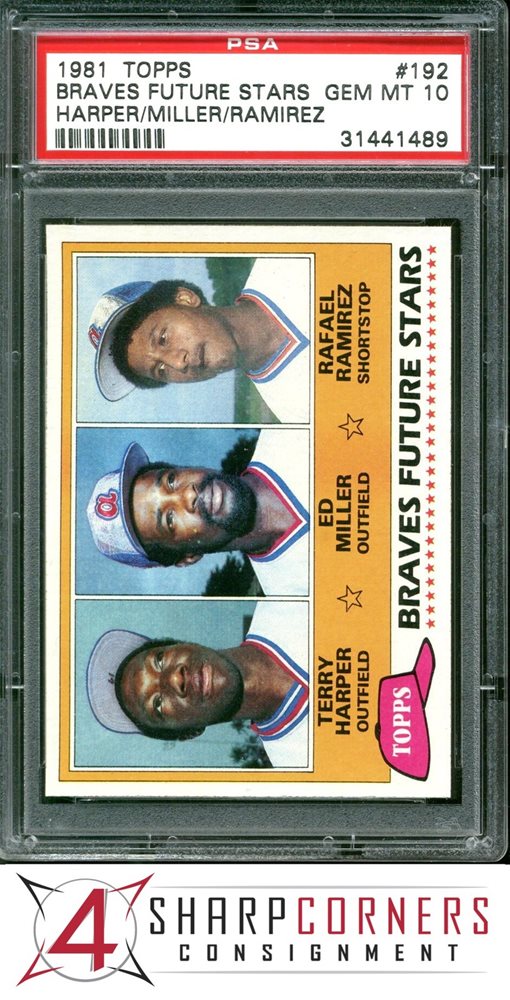 PSA
1981 TOPPS #192
BRAVES FUTURE STARS GEM MT 10
HARPER/MILLER/RAMIREZ
31441489
TERRY HARPER OUTFIELD
ED MILLER OUTFIELD
RAFAEL RAMIREZ SHORTSTOP
TOPPS
BRAVES FUTURE STARS
4 SHARPCORNERS
CONSIGNMENT